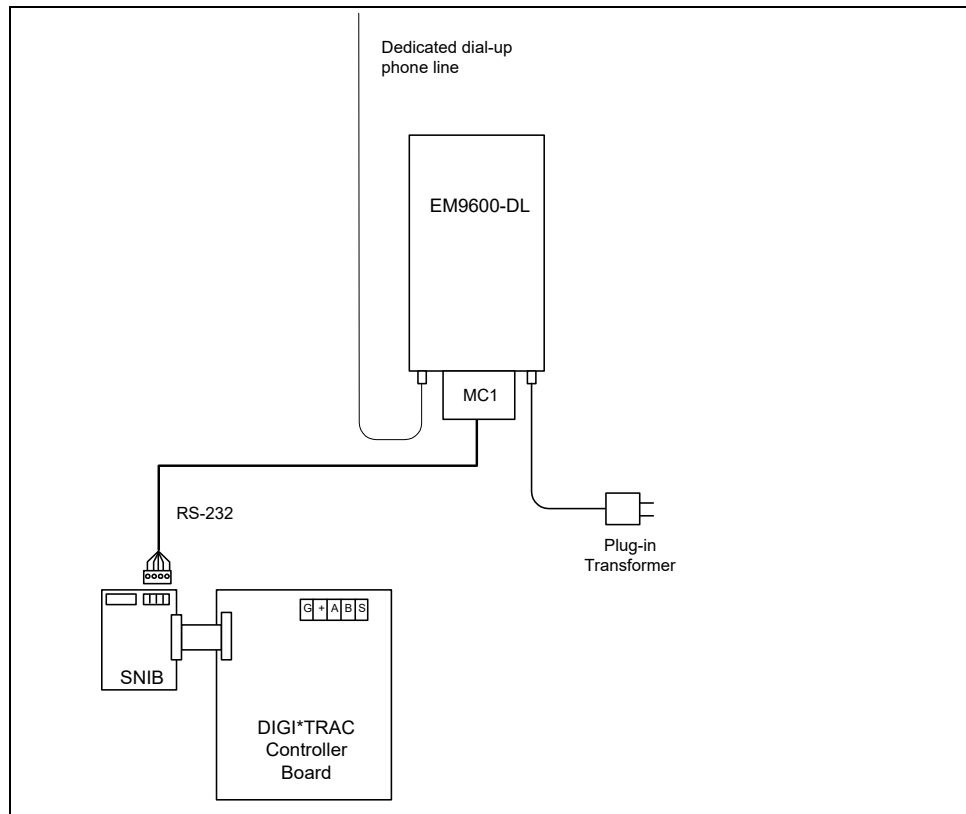 Dedicated dial-up
phone line
EM9600-DL
MC1
RS-232
Plug-in
Transformer
G + A B S
SNIB
DIGI*TRAC
Controller
Board